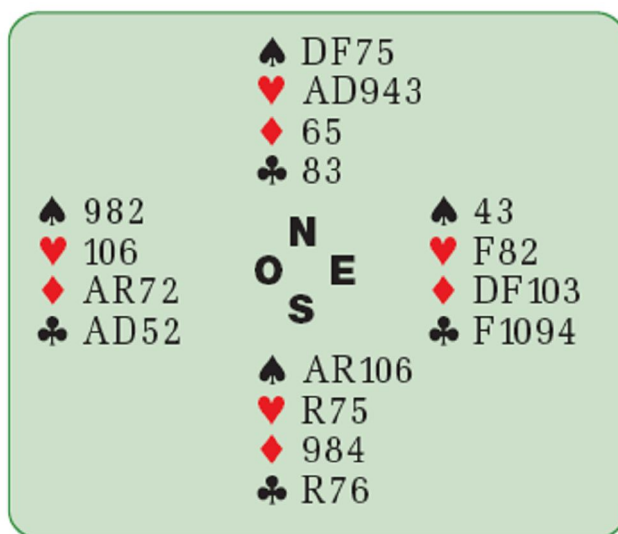 ♠ DF75
♥ AD943
♦ 65
♣ 83
♠ 982
♥ 106
♦ AR72
♣ AD52
N
O E
S
♠ 43
♥ F82
♦ DF103
♣ F1094
♠ AR106
♥ R75
♦ 984
♣ R76